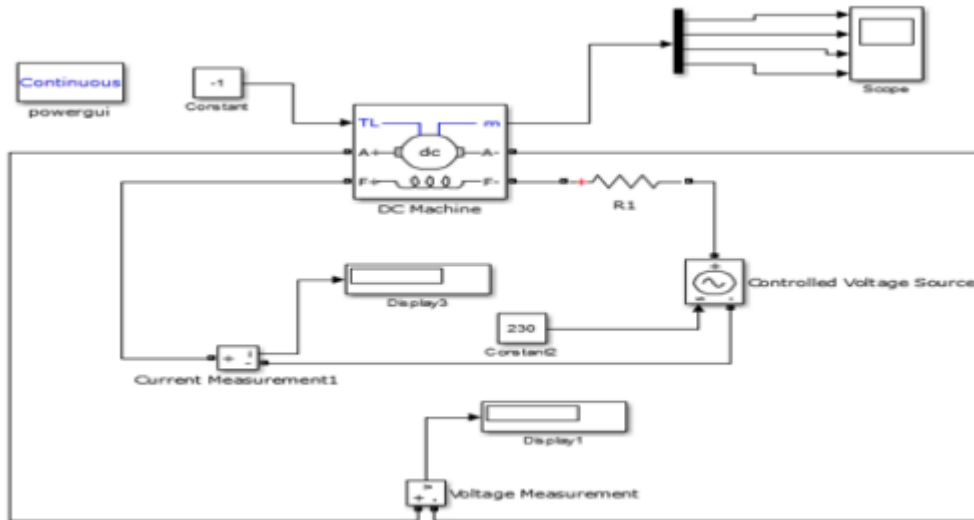 Scope
Continuous
powergui
-1
Constant
TL
m
A+
dc
A-
F+
F-
DC Machine
R1
Controlled Voltage Source
Display3
230
Constant2
Current Measurement1
Display1
Voltage Measurement